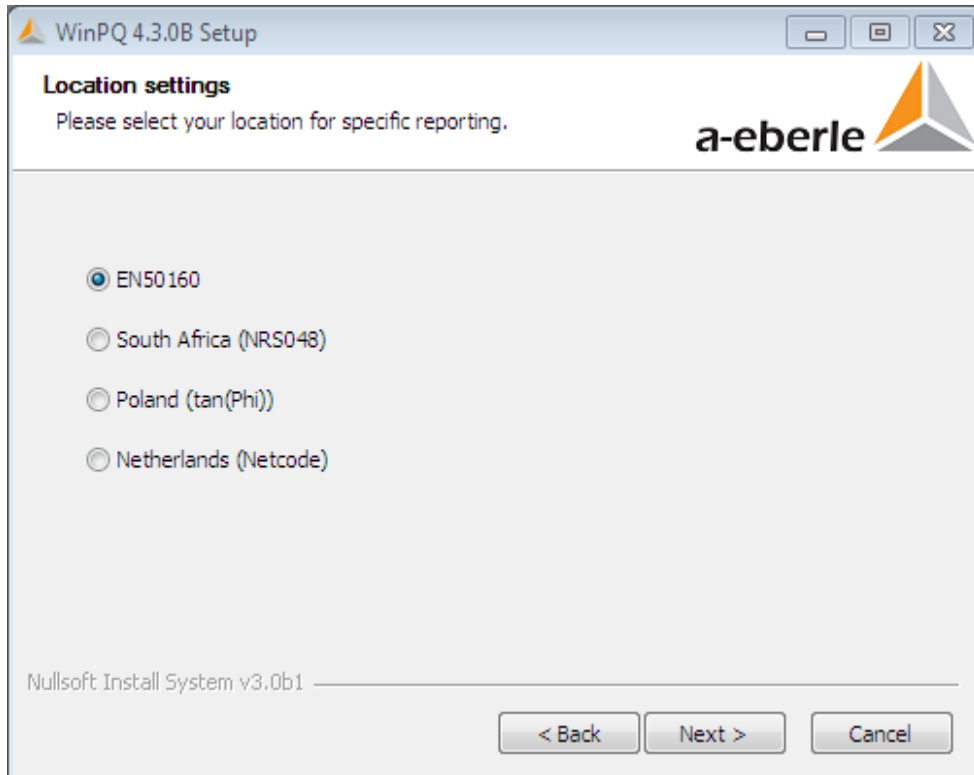 WinPQ 4.3.0B Setup
Location settings
Please select your location for specific reporting.
a-eberle
EN50160
South Africa (NRS048)
Poland (tan(Phi))
Netherlands (Netcode)
Nullsoft Install System v3.0b1
< Back
Next >
Cancel